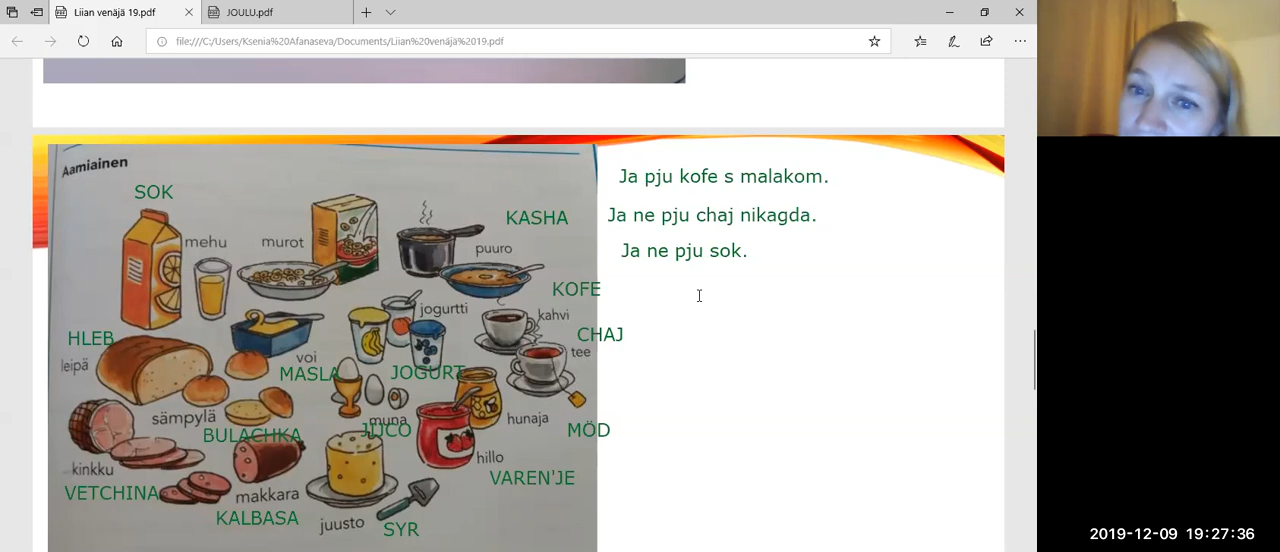 Liian venäjä 19.pdf
JOULU.pdf
file:///C:/Users/Ksenia%20Afanaseva/Documents/Liian%20venäjä%2019.pdf
Aamiainen
SOK
mehu
murot
KASHA
puuro
KOFE
kahvi
jogurtti
CHAJ
tee
HLEB
leipä
voi
MASLA
JOGURT
sämpylä
BULACHKA
muna
JIJCO
hunaja
MÖD
hillo
VAREN'JE
kinkku
VETCHINA
makkara
KALBASA
juusto
SYR
Ja pju kofe s malakom.
Ja ne pju chaj nikagda.
Ja ne pju sok.
2019-12-09 19:27:36